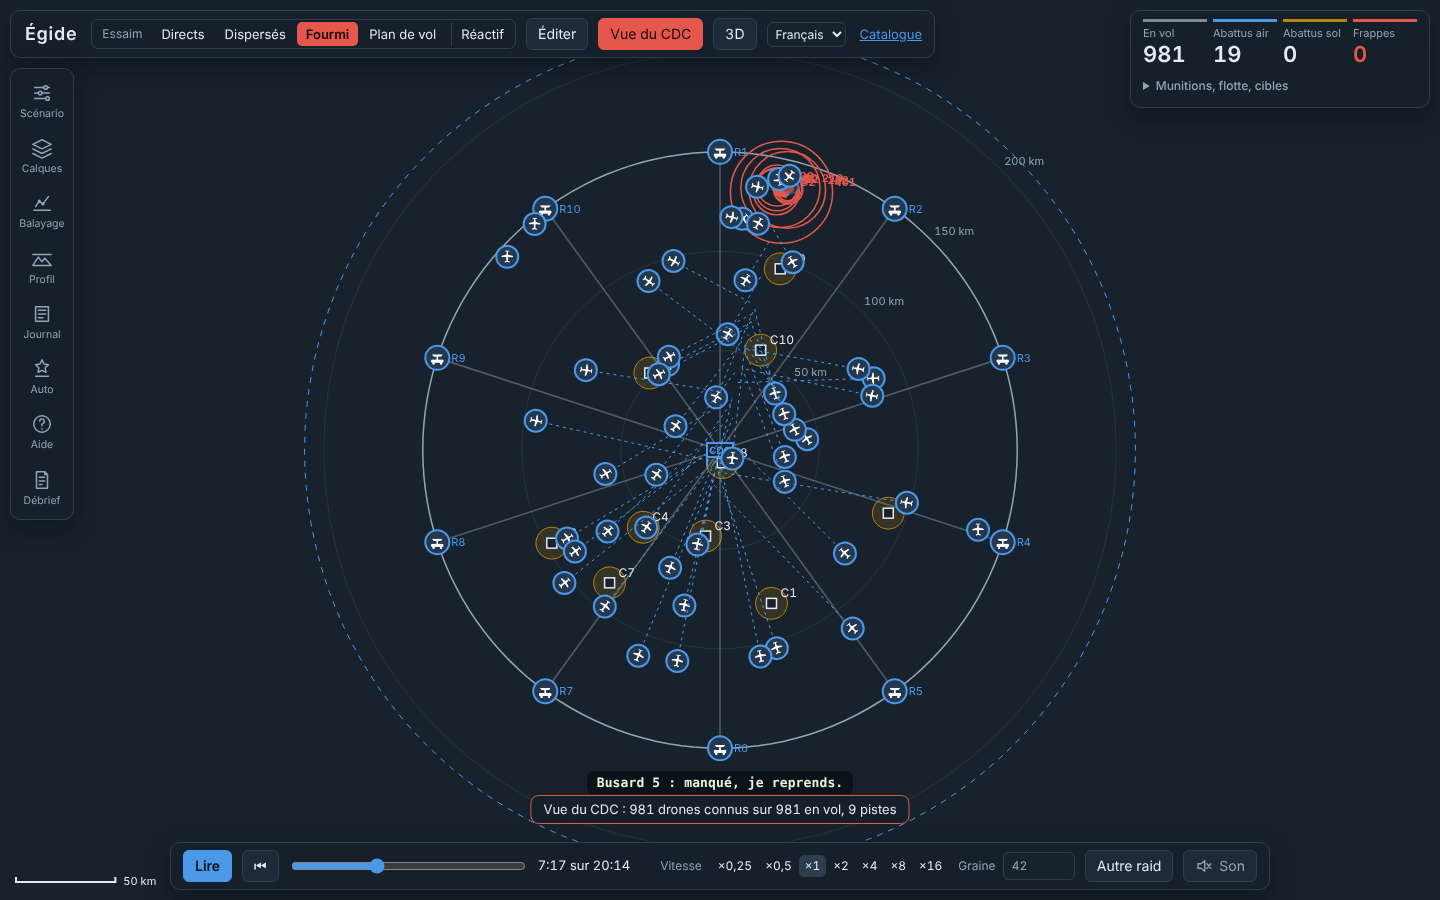 Égide
Essaim Directs Dispersés Fourmi Plan de vol Réactif
Éditer
Vue du CDC
3D
Français
Catalogue
En vol
981
Abattus air
19
Abattus sol
0
Frappes
0
Munitions, flotte, cibles
Scénario
Calques
Balayage
Profil
Journal
Auto
Aide
Débrief
200 km
150 km
100 km
50 km
R1
R2
R3
R4
R5
R6
R7
R8
R9
R10
C10
C4
C3
C7
C1
Busard 5 : manqué, je reprends.
Vue du CDC : 981 drones connus sur 981 en vol, 9 pistes
50 km
Lire
7:17 sur 20:14
Vitesse ×0,25 ×0,5 ×1 ×2 ×4 ×8 ×16
Graine 42
Autre raid
Son